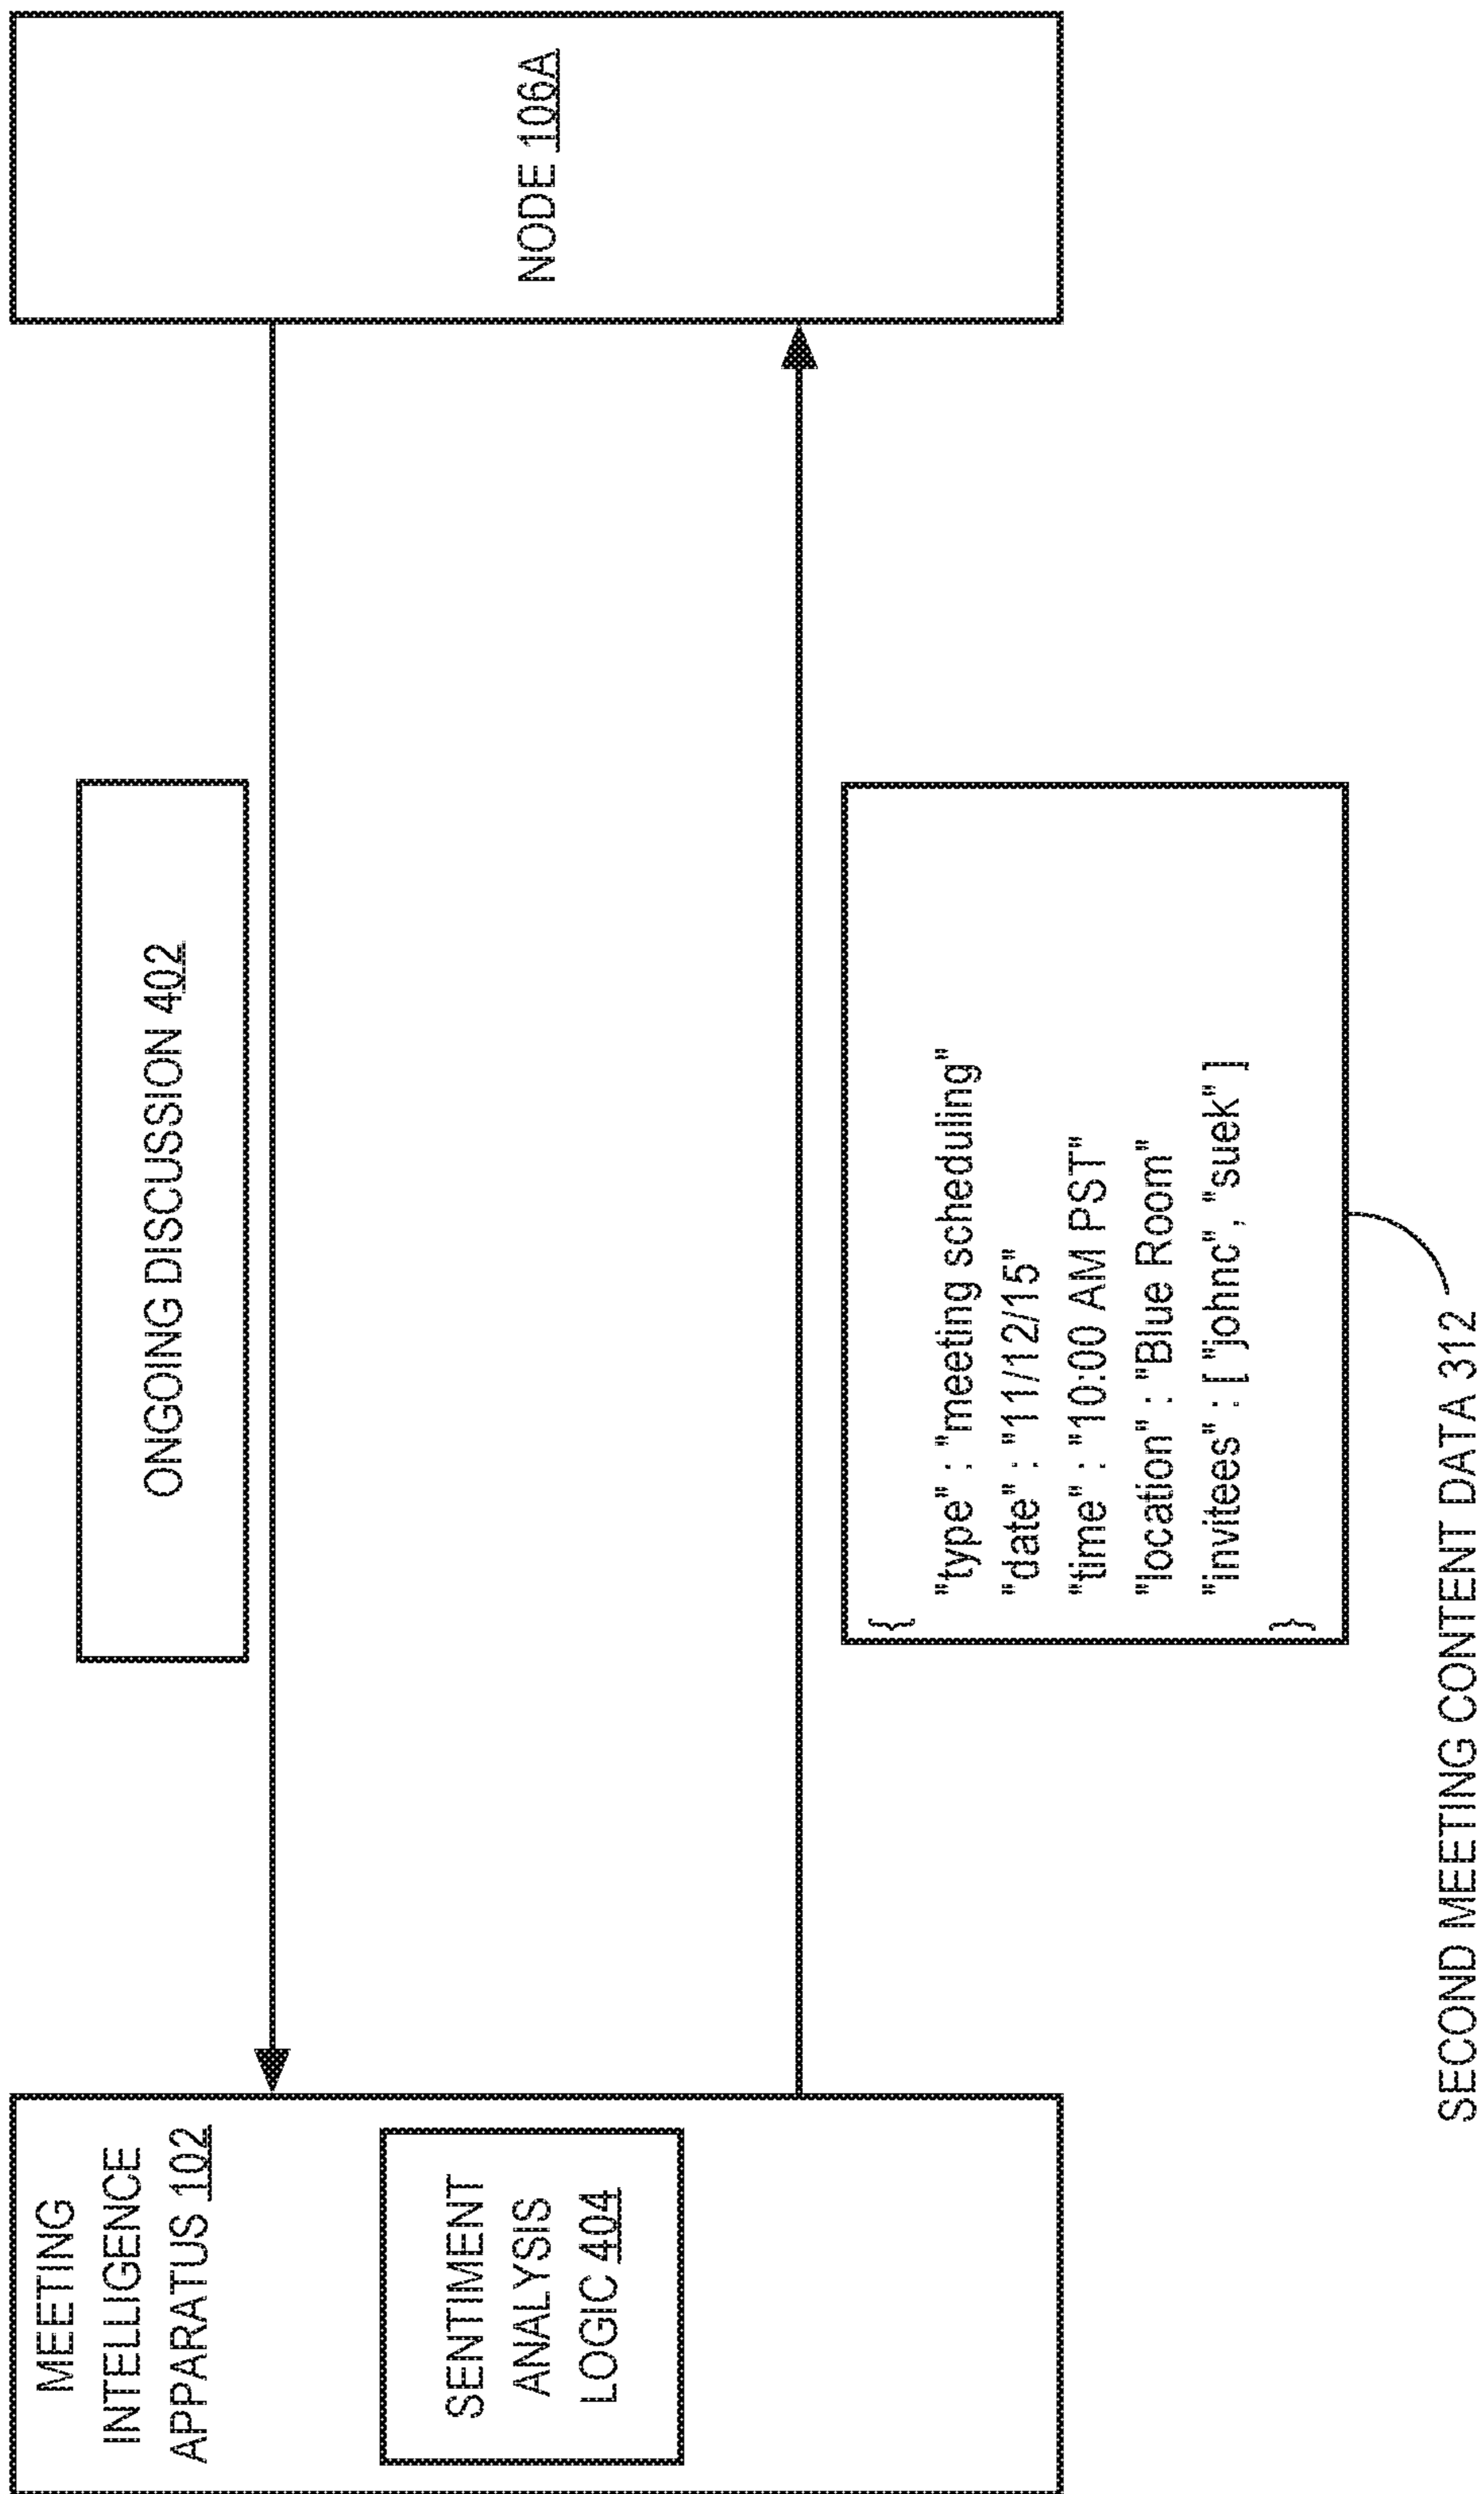 MEETING
INTELLIGENCE
APPARATUS 102
SENTIMENT
ANALYSIS
LOGIC 404
ONGOING DISCUSSION 402
NODE 106A
{
"type" : "meeting scheduling"
"date" : "11/12/15"
"time" : "10:00 AM PST"
"location" : "Blue Room"
"invitees" : [ "johnc", "suek" ]
}
SECOND MEETING CONTENT DATA 312